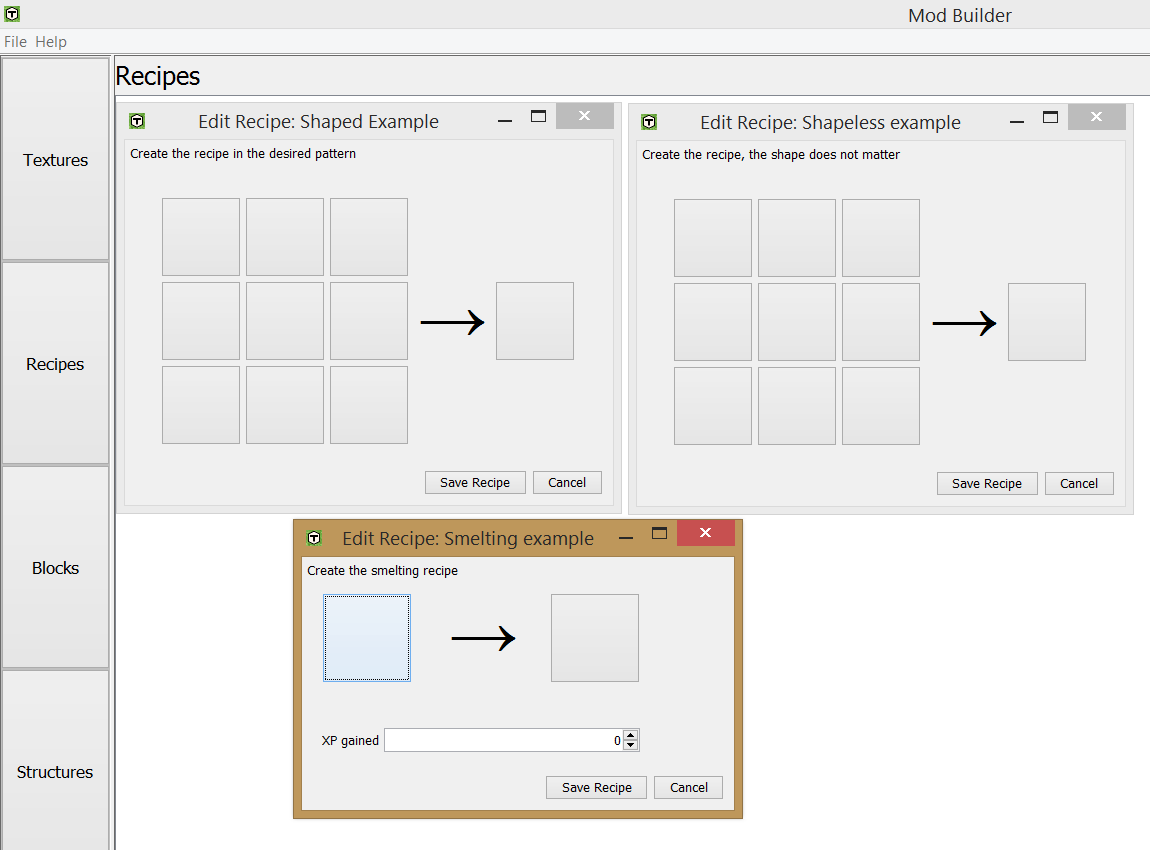 Mod Builder
File Help
Recipes
Textures
Recipes
Blocks
Structures
Edit Recipe: Shaped Example
Create the recipe in the desired pattern
Save Recipe Cancel
Edit Recipe: Shapeless example
Create the recipe, the shape does not matter
Save Recipe Cancel
Edit Recipe: Smelting example
Create the smelting recipe
XP gained 0
Save Recipe Cancel